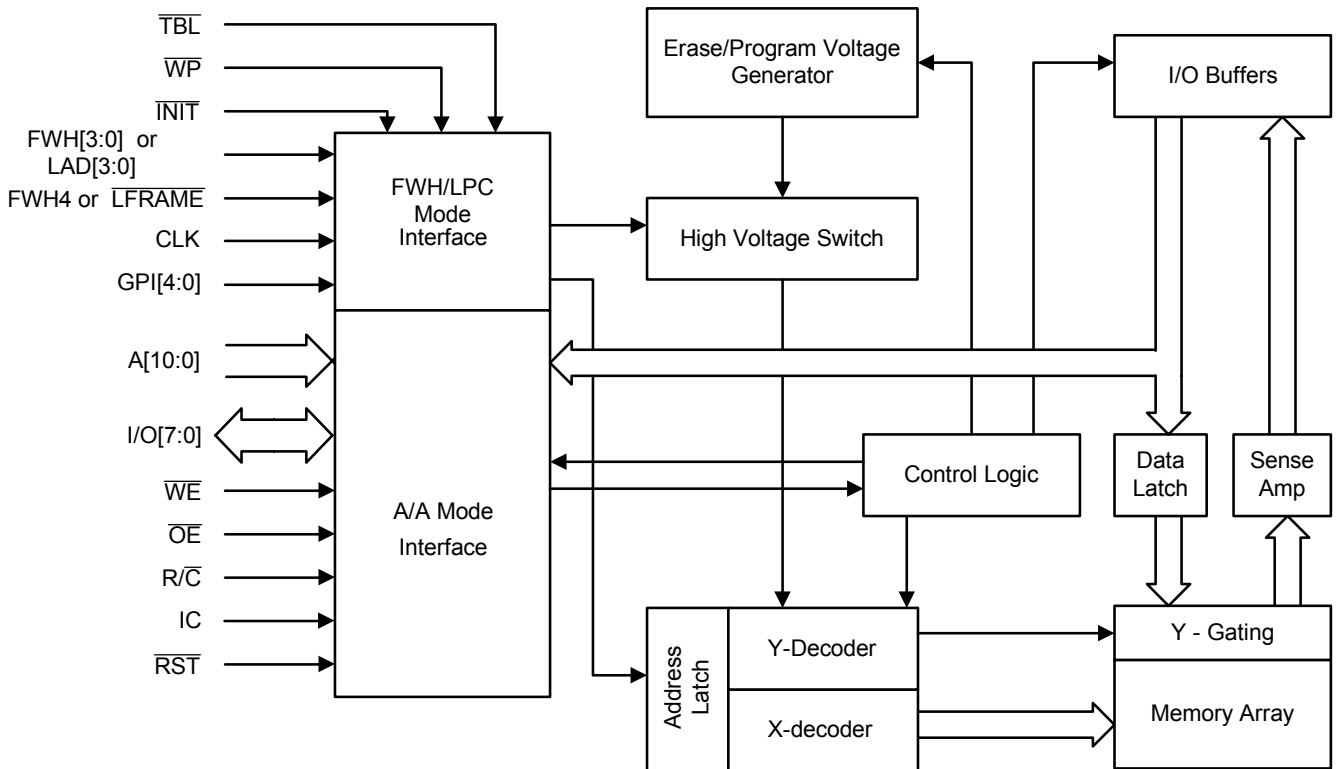 TBL
WP
INIT
FWH[3:0] or
LAD[3:0]
FWH4 or LFRAME
CLK
GPI[4:0]
A[10:0]
I/O[7:0]
WE
OE
R/C
IC
RST
FWH/LPC
Mode
Interface
A/A Mode
Interface
Erase/Program Voltage
Generator
High Voltage Switch
I/O Buffers
Control Logic
Data
Latch
Sense
Amp
Address
Latch
Y-Decoder
X-decoder
Y - Gating
Memory Array